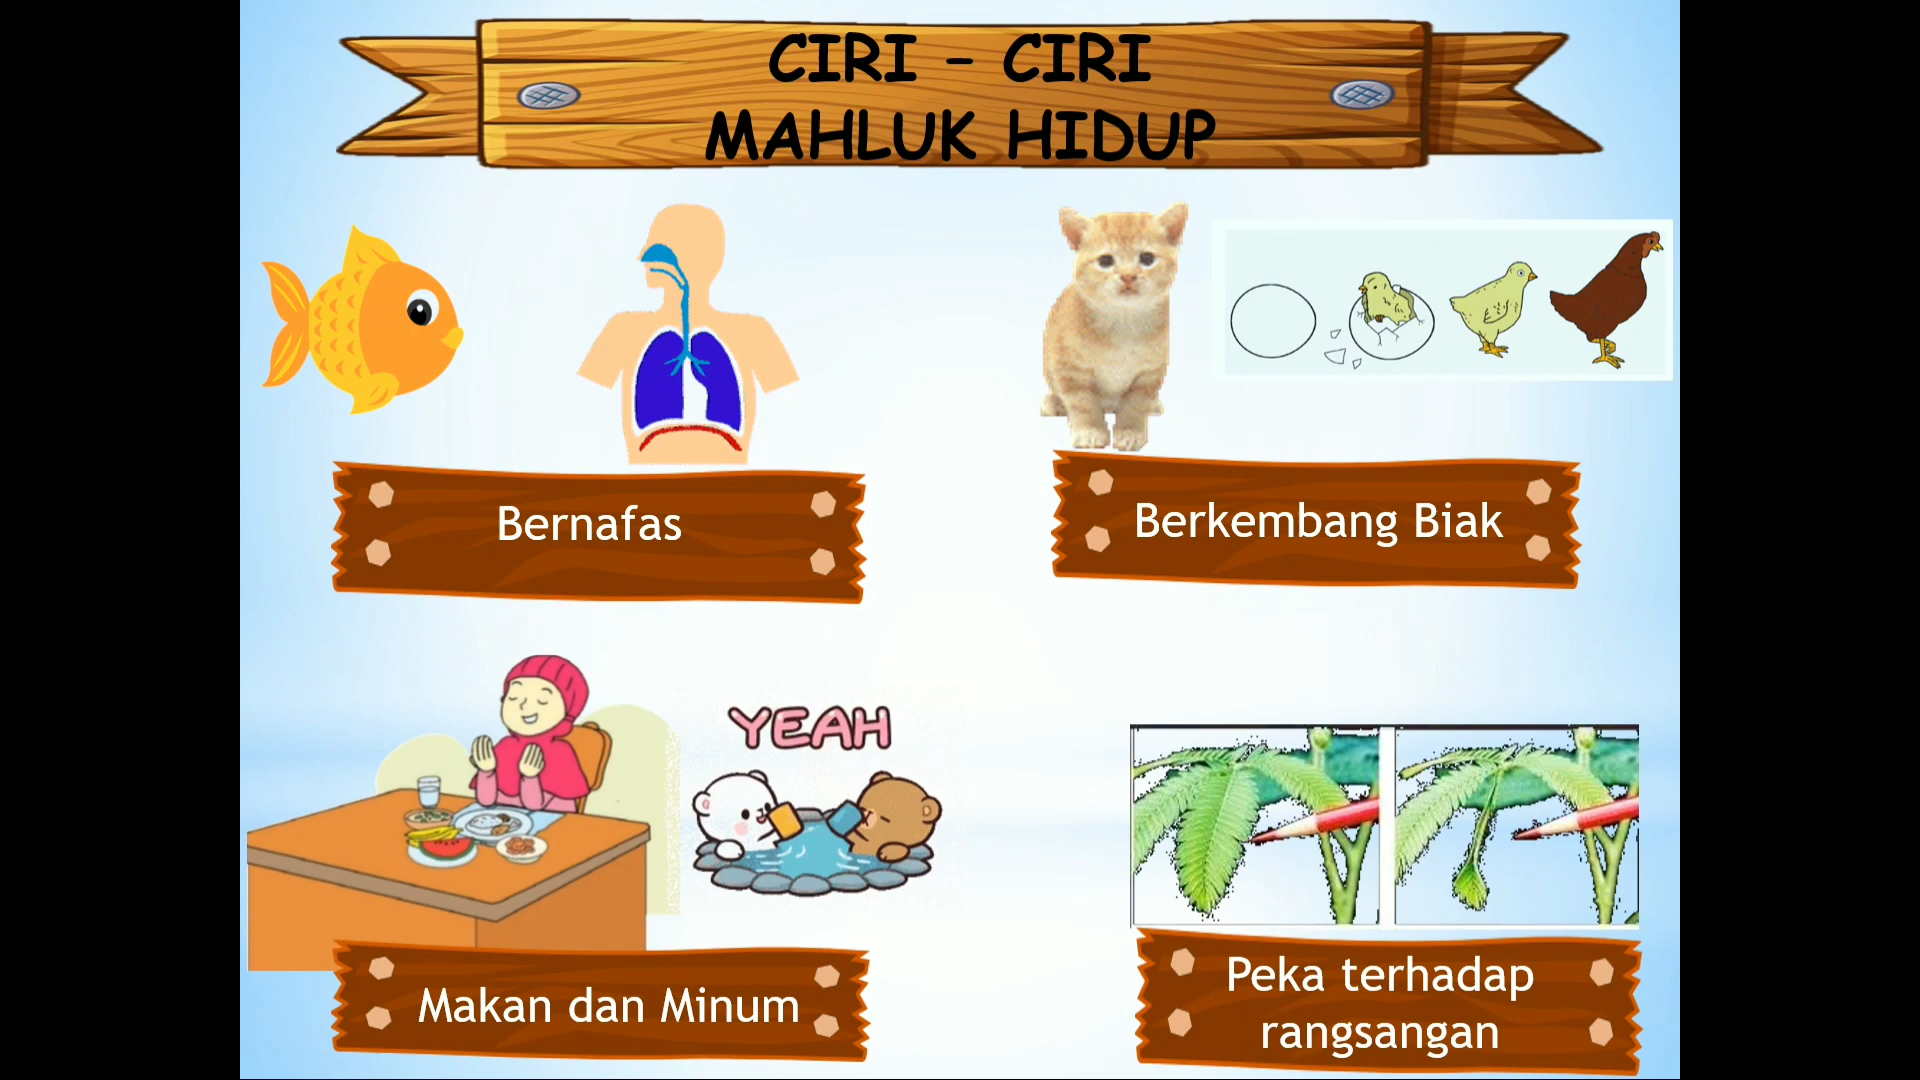 CIRI - CIRI
MAHLUK HIDUP
Bernafas
Berkembang Biak
YEAH
Makan dan Minum
Peka terhadap
rangsangan